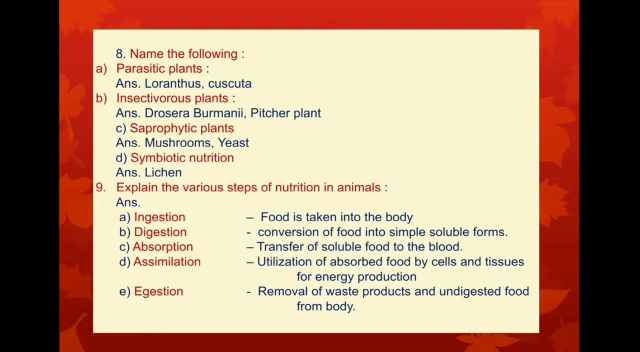 8. Name the following :
a) Parasitic plants :
Ans. Loranthus, cuscuta
b) Insectivorous plants :
Ans. Drosera Burmanii, Pitcher plant
c) Saprophytic plants
Ans. Mushrooms, Yeast
d) Symbiotic nutrition
Ans. Lichen
9. Explain the various steps of nutrition in animals :
Ans.
a) Ingestion – Food is taken into the body
b) Digestion - conversion of food into simple soluble forms.
c) Absorption – Transfer of soluble food to the blood.
d) Assimilation – Utilization of absorbed food by cells and tissues
for energy production
e) Egestion - Removal of waste products and undigested food
from body.